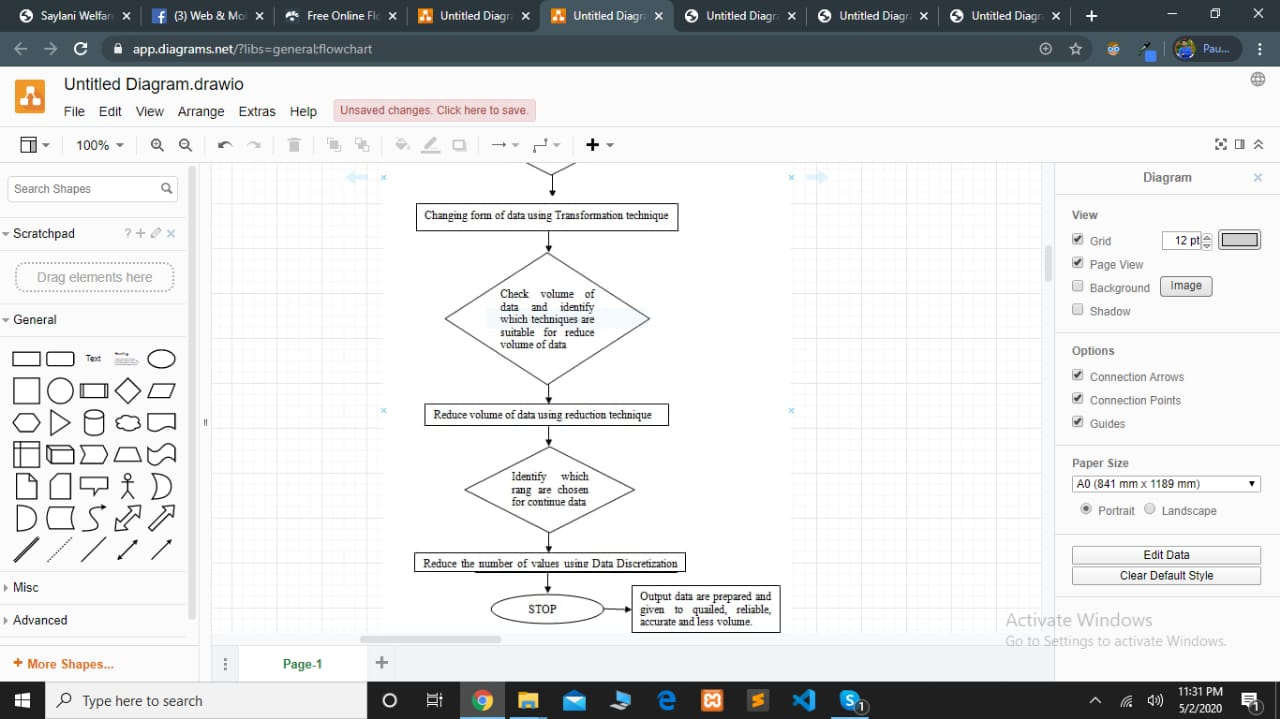 Saylani Welfar
(3) Web & Mo
Free Online Fl
Untitled Diagr
Untitled Diagr
Untitled Diagr
Untitled Diagr
Untitled Diagr
app.diagrams.net/?libs=general;flowchart
Pau...
Untitled Diagram.drawio
File Edit View Arrange Extras Help
Unsaved changes. Click here to save.
100%
Search Shapes
Scratchpad
?
Drag elements here
General
Text
Misc
Advanced
+ More Shapes...
Changing form of data using Transformation technique
Check volume of
data and identify
which techniques are
suitable for reduce
volume of data
Reduce volume of data using reduction technique
Identify which
rang are chosen
for continue data
Reduce the number of values using Data Discretization
STOP
Output data are prepared and
given to quailed, reliable,
accurate and less volume.
Page-1
Diagram
View
Grid
12 pt
Page View
Background
Image
Shadow
Options
Connection Arrows
Connection Points
Guides
Paper Size
A0 (841 mm x 1189 mm)
Portrait Landscape
Edit Data
Clear Default Style
Activate Windows
Go to Settings to activate Windows.
Type here to search
1
11:31 PM
5/2/2020
1